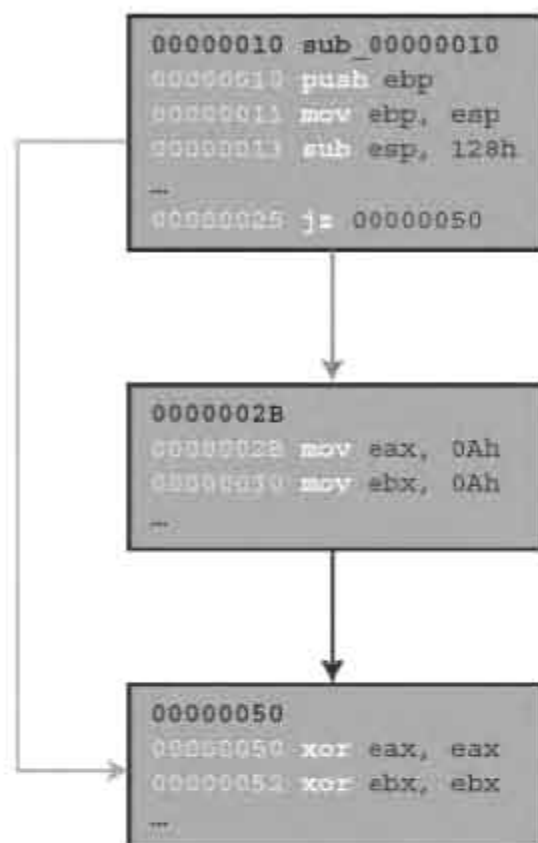 00000010 sub_00000010
00000010 push ebp
00000011 mov ebp, esp
00000013 sub esp, 128h
…
00000025 jz 00000050
0000002B
0000002B mov eax, 0Ah
00000030 mov ebx, 0Ah
…
00000050
00000050 xor eax, eax
00000052 xor ebx, ebx
…